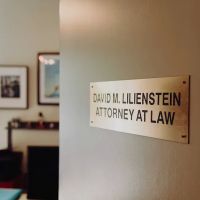 DAVID M. LILIENSTEIN
ATTORNEY AT LAW